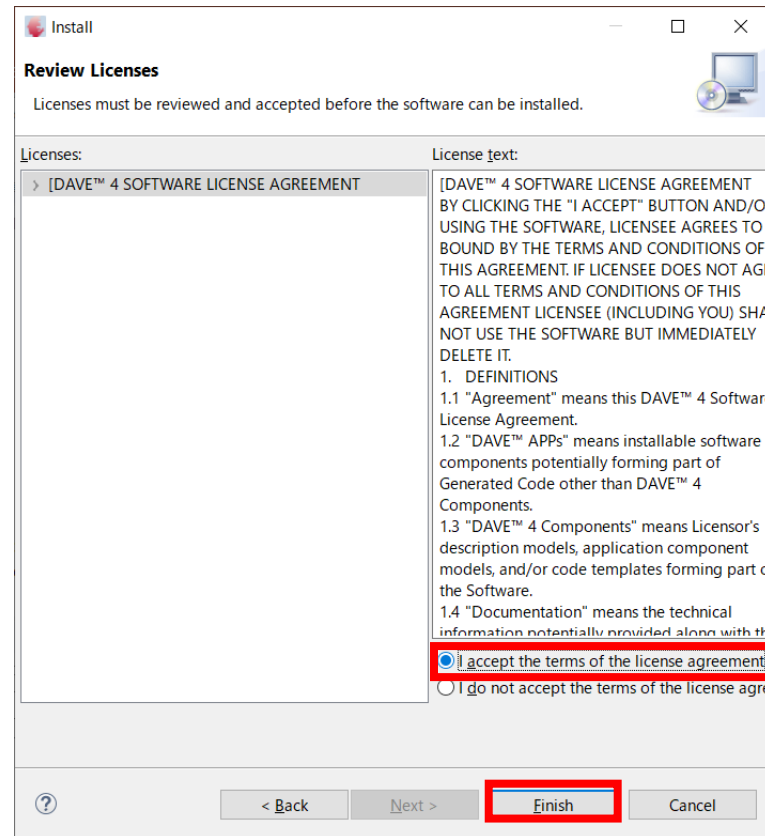 Install
Review Licenses
Licenses must be reviewed and accepted before the software can be installed.
Licenses:
[DAVE™ 4 SOFTWARE LICENSE AGREEMENT
License text:
[DAVE™ 4 SOFTWARE LICENSE AGREEMENT
BY CLICKING THE "I ACCEPT" BUTTON AND/O
USING THE SOFTWARE, LICENSEE AGREES TO
BOUND BY THE TERMS AND CONDITIONS OF
THIS AGREEMENT. IF LICENSEE DOES NOT AG
TO ALL TERMS AND CONDITIONS OF THIS
AGREEMENT LICENSEE (INCLUDING YOU) SHA
NOT USE THE SOFTWARE BUT IMMEDIATELY
DELETE IT.
1. DEFINITIONS
1.1 "Agreement" means this DAVE™ 4 Softwar
License Agreement.
1.2 "DAVE™ APPs" means installable software
components potentially forming part of
Generated Code other than DAVE™ 4
Components.
1.3 "DAVE™ 4 Components" means Licensor's
description models, application component
models, and/or code templates forming part
the Software.
1.4 "Documentation" means the technical
information potentially provided along with th
I accept the terms of the license agreement
I do not accept the terms of the license agr
< Back
Next >
Finish
Cancel